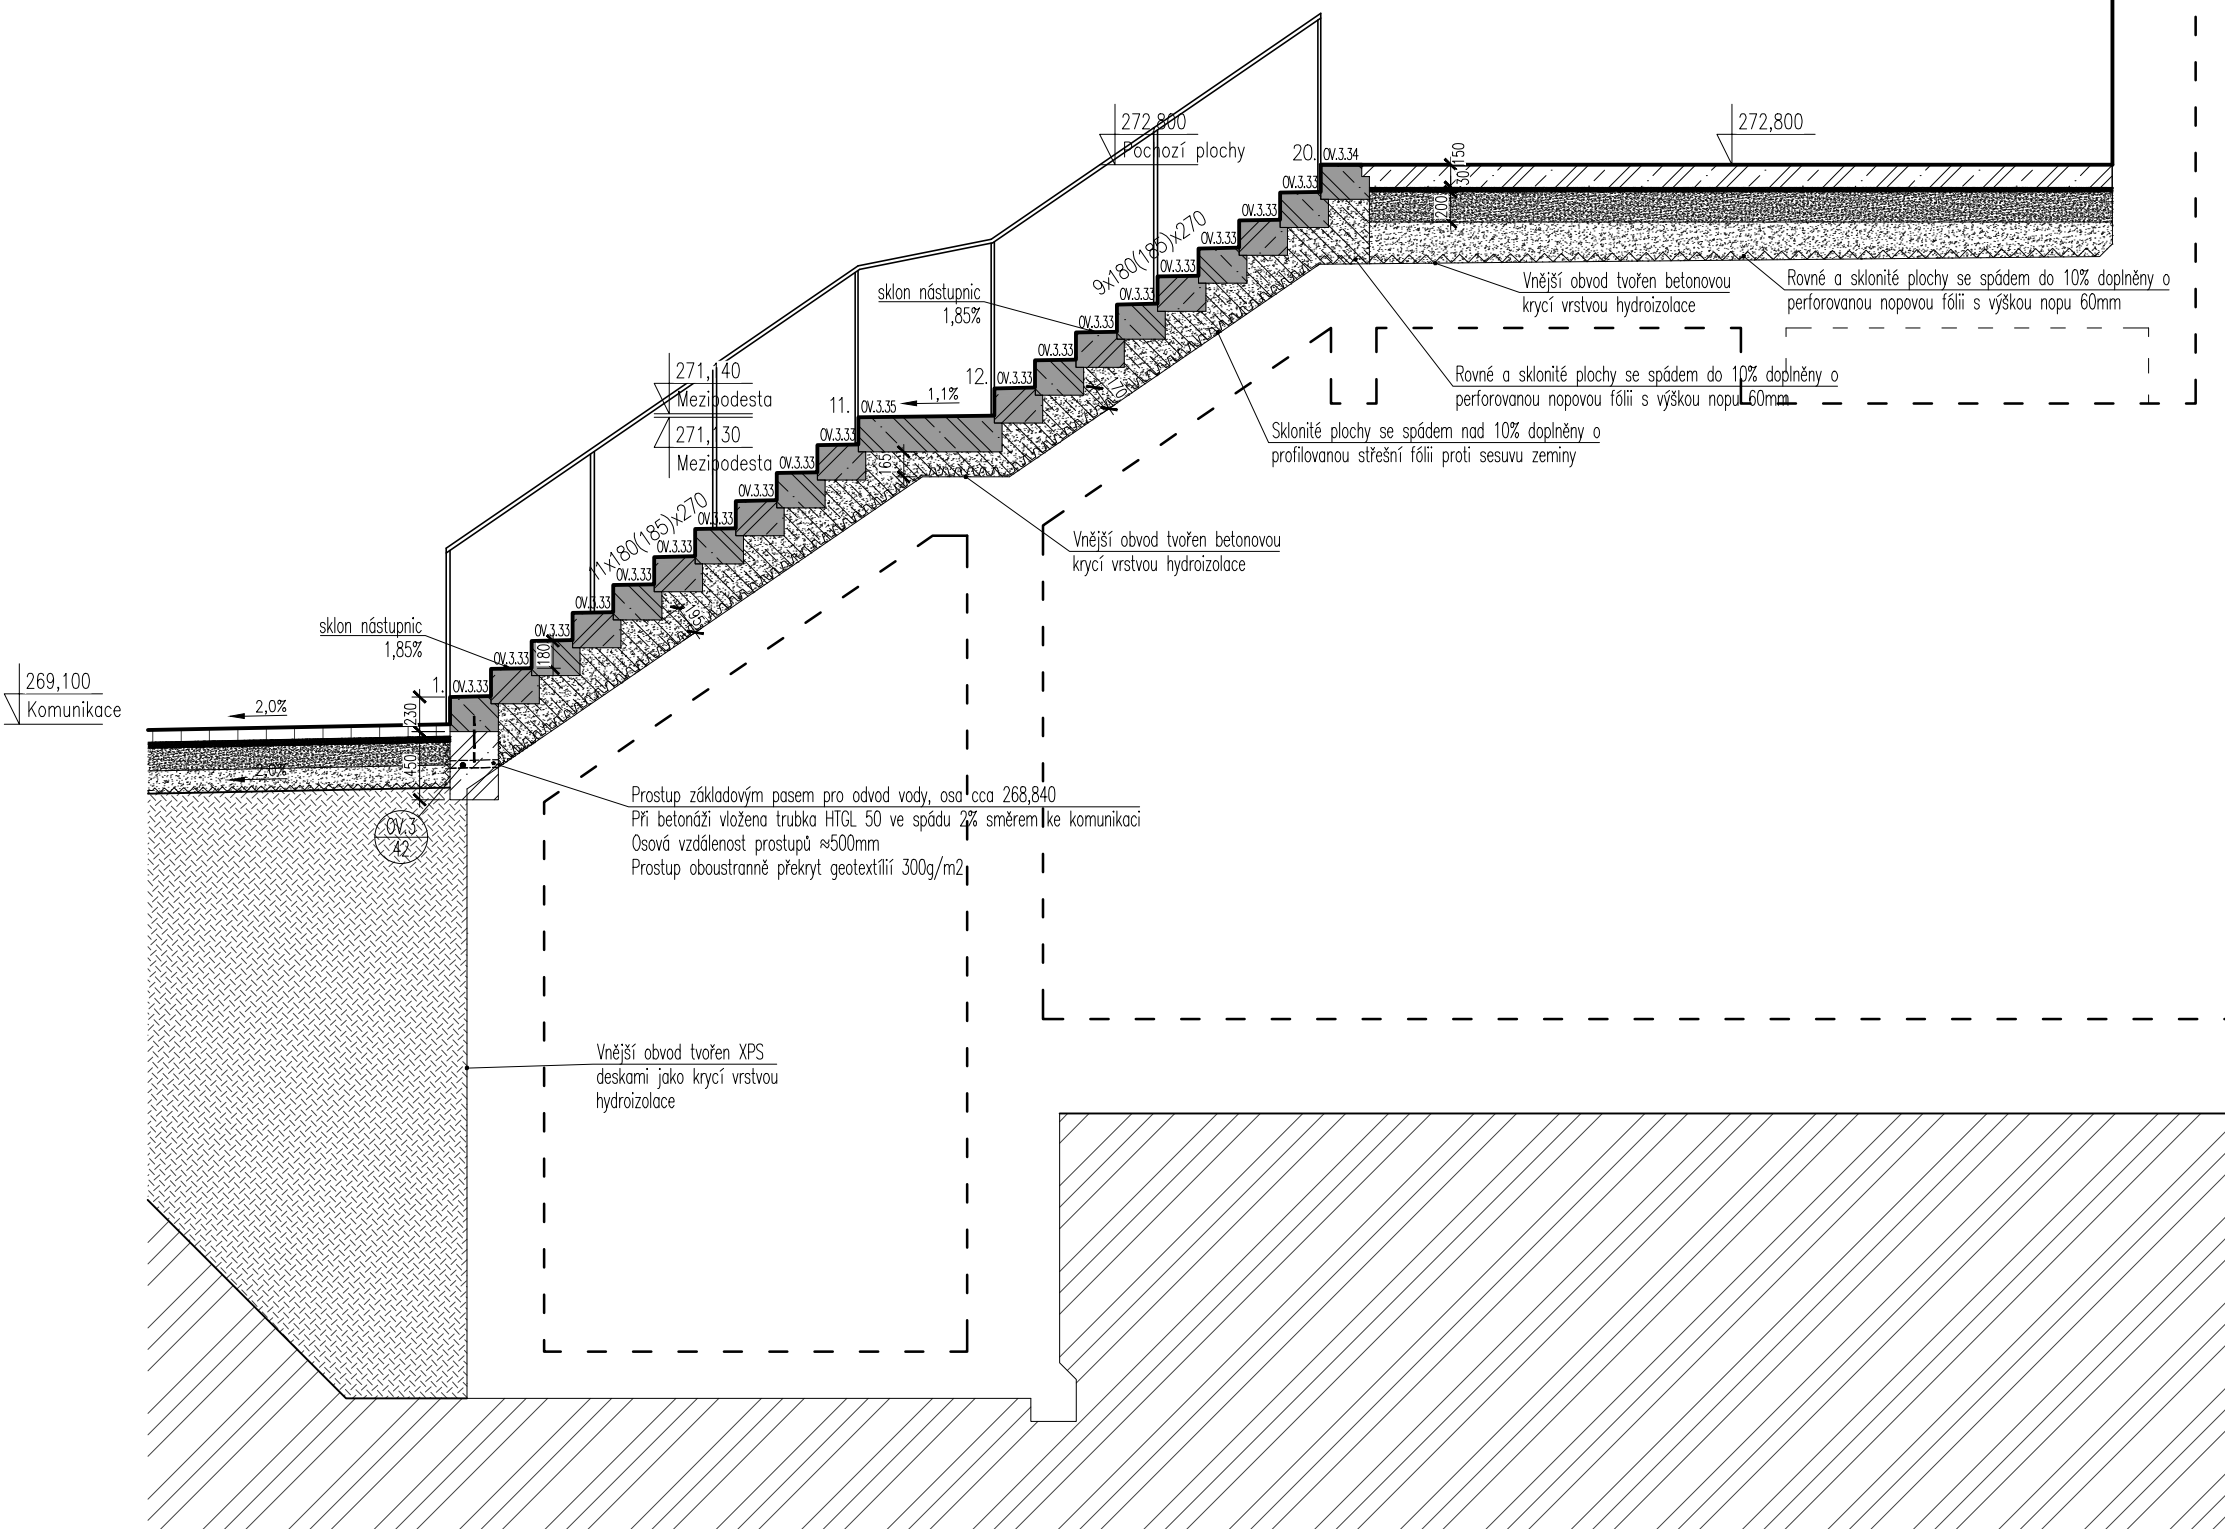 272,800
Pochozí plochy
272,800
20.
OV.3.34
150
30
200
OV.3.33
OV.3.33
OV.3.33
OV.3.33
OV.3.33
OV.3.33
OV.3.33
OV.3.33
9x180(185)x270
sklon nástupnic
1,85%
Vnější obvod tvořen betonovou
krycí vrstvou hydroizolace
Rovné a sklonité plochy se spádem do 10% doplněny o
perforovanou nopovou fólii s výškou nopu 60mm
Rovné a sklonité plochy se spádem do 10% doplněny o
perforovanou nopovou fólii s výškou nopu 60mm
Sklonité plochy se spádem nad 10% doplněny o
profilovanou střešní fólii proti sesuvu zeminy
170
12.
1,1%
11.
OV.3.35
271,140
Mezipodesta
271,130
Mezipodesta
165
OV.3.33
OV.3.33
OV.3.33
OV.3.33
OV.3.33
OV.3.33
OV.3.33
OV.3.33
OV.3.33
OV.3.33
11x180(185)x270
Vnější obvod tvořen betonovou
krycí vrstvou hydroizolace
195
sklon nástupnic
1,85%
180
1.
269,100
Komunikace
2,0%
230
450
2,0%
Prostup základovým pasem pro odvod vody, osa cca 268,840
Při betonáži vložena trubka HTGL 50 ve spádu 2% směrem ke komunikaci
Osová vzdálenost prostupů ≈500mm
Prostup oboustranně překryt geotextílií 300g/m2
OV.3
42
Vnější obvod tvořen XPS
deskami jako krycí vrstvou
hydroizolace